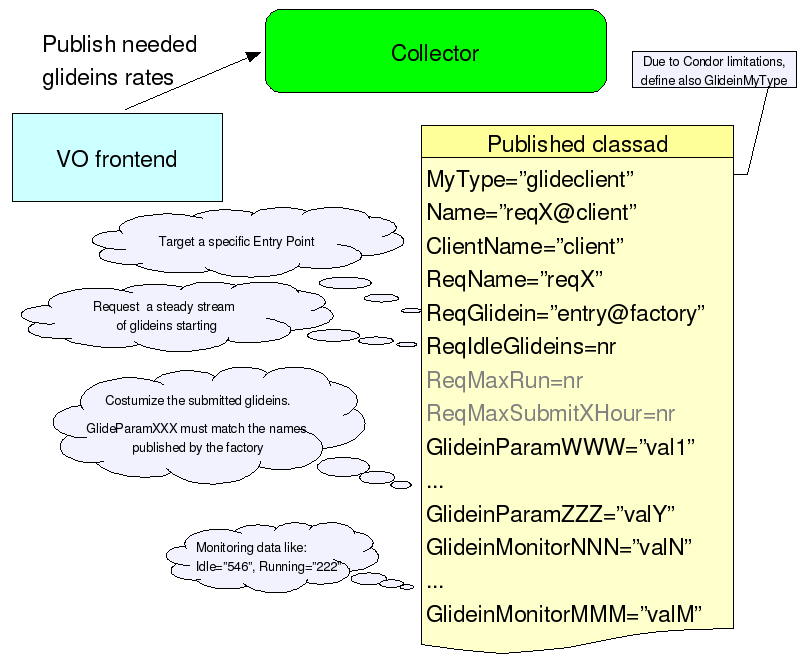 Publish needed
glideins rates
Collector
Due to Condor limitations,
define also GlideinMyType
VO frontend
Published classad
MyType=”glideclient”
Name=”reqX@client”
ClientName=”client”
ReqName=”reqX”
ReqGlidein=”entry@factory”
ReqIdleGlideins=nr
ReqMaxRun=nr
ReqMaxSubmitXHour=nr
GlideinParamWWW=”val1”
...
GlideinParamZZZ=”valY”
GlideinMonitorNNN=”valN”
...
GlideinMonitorMMM=”valM”
Target a specific Entry Point
Request a steady stream
of glideins starting
Costumize the submitted glideins.
GlideParamXXX must match the names
published by the factory
Monitoring data like:
Idle=”546”, Running=”222”